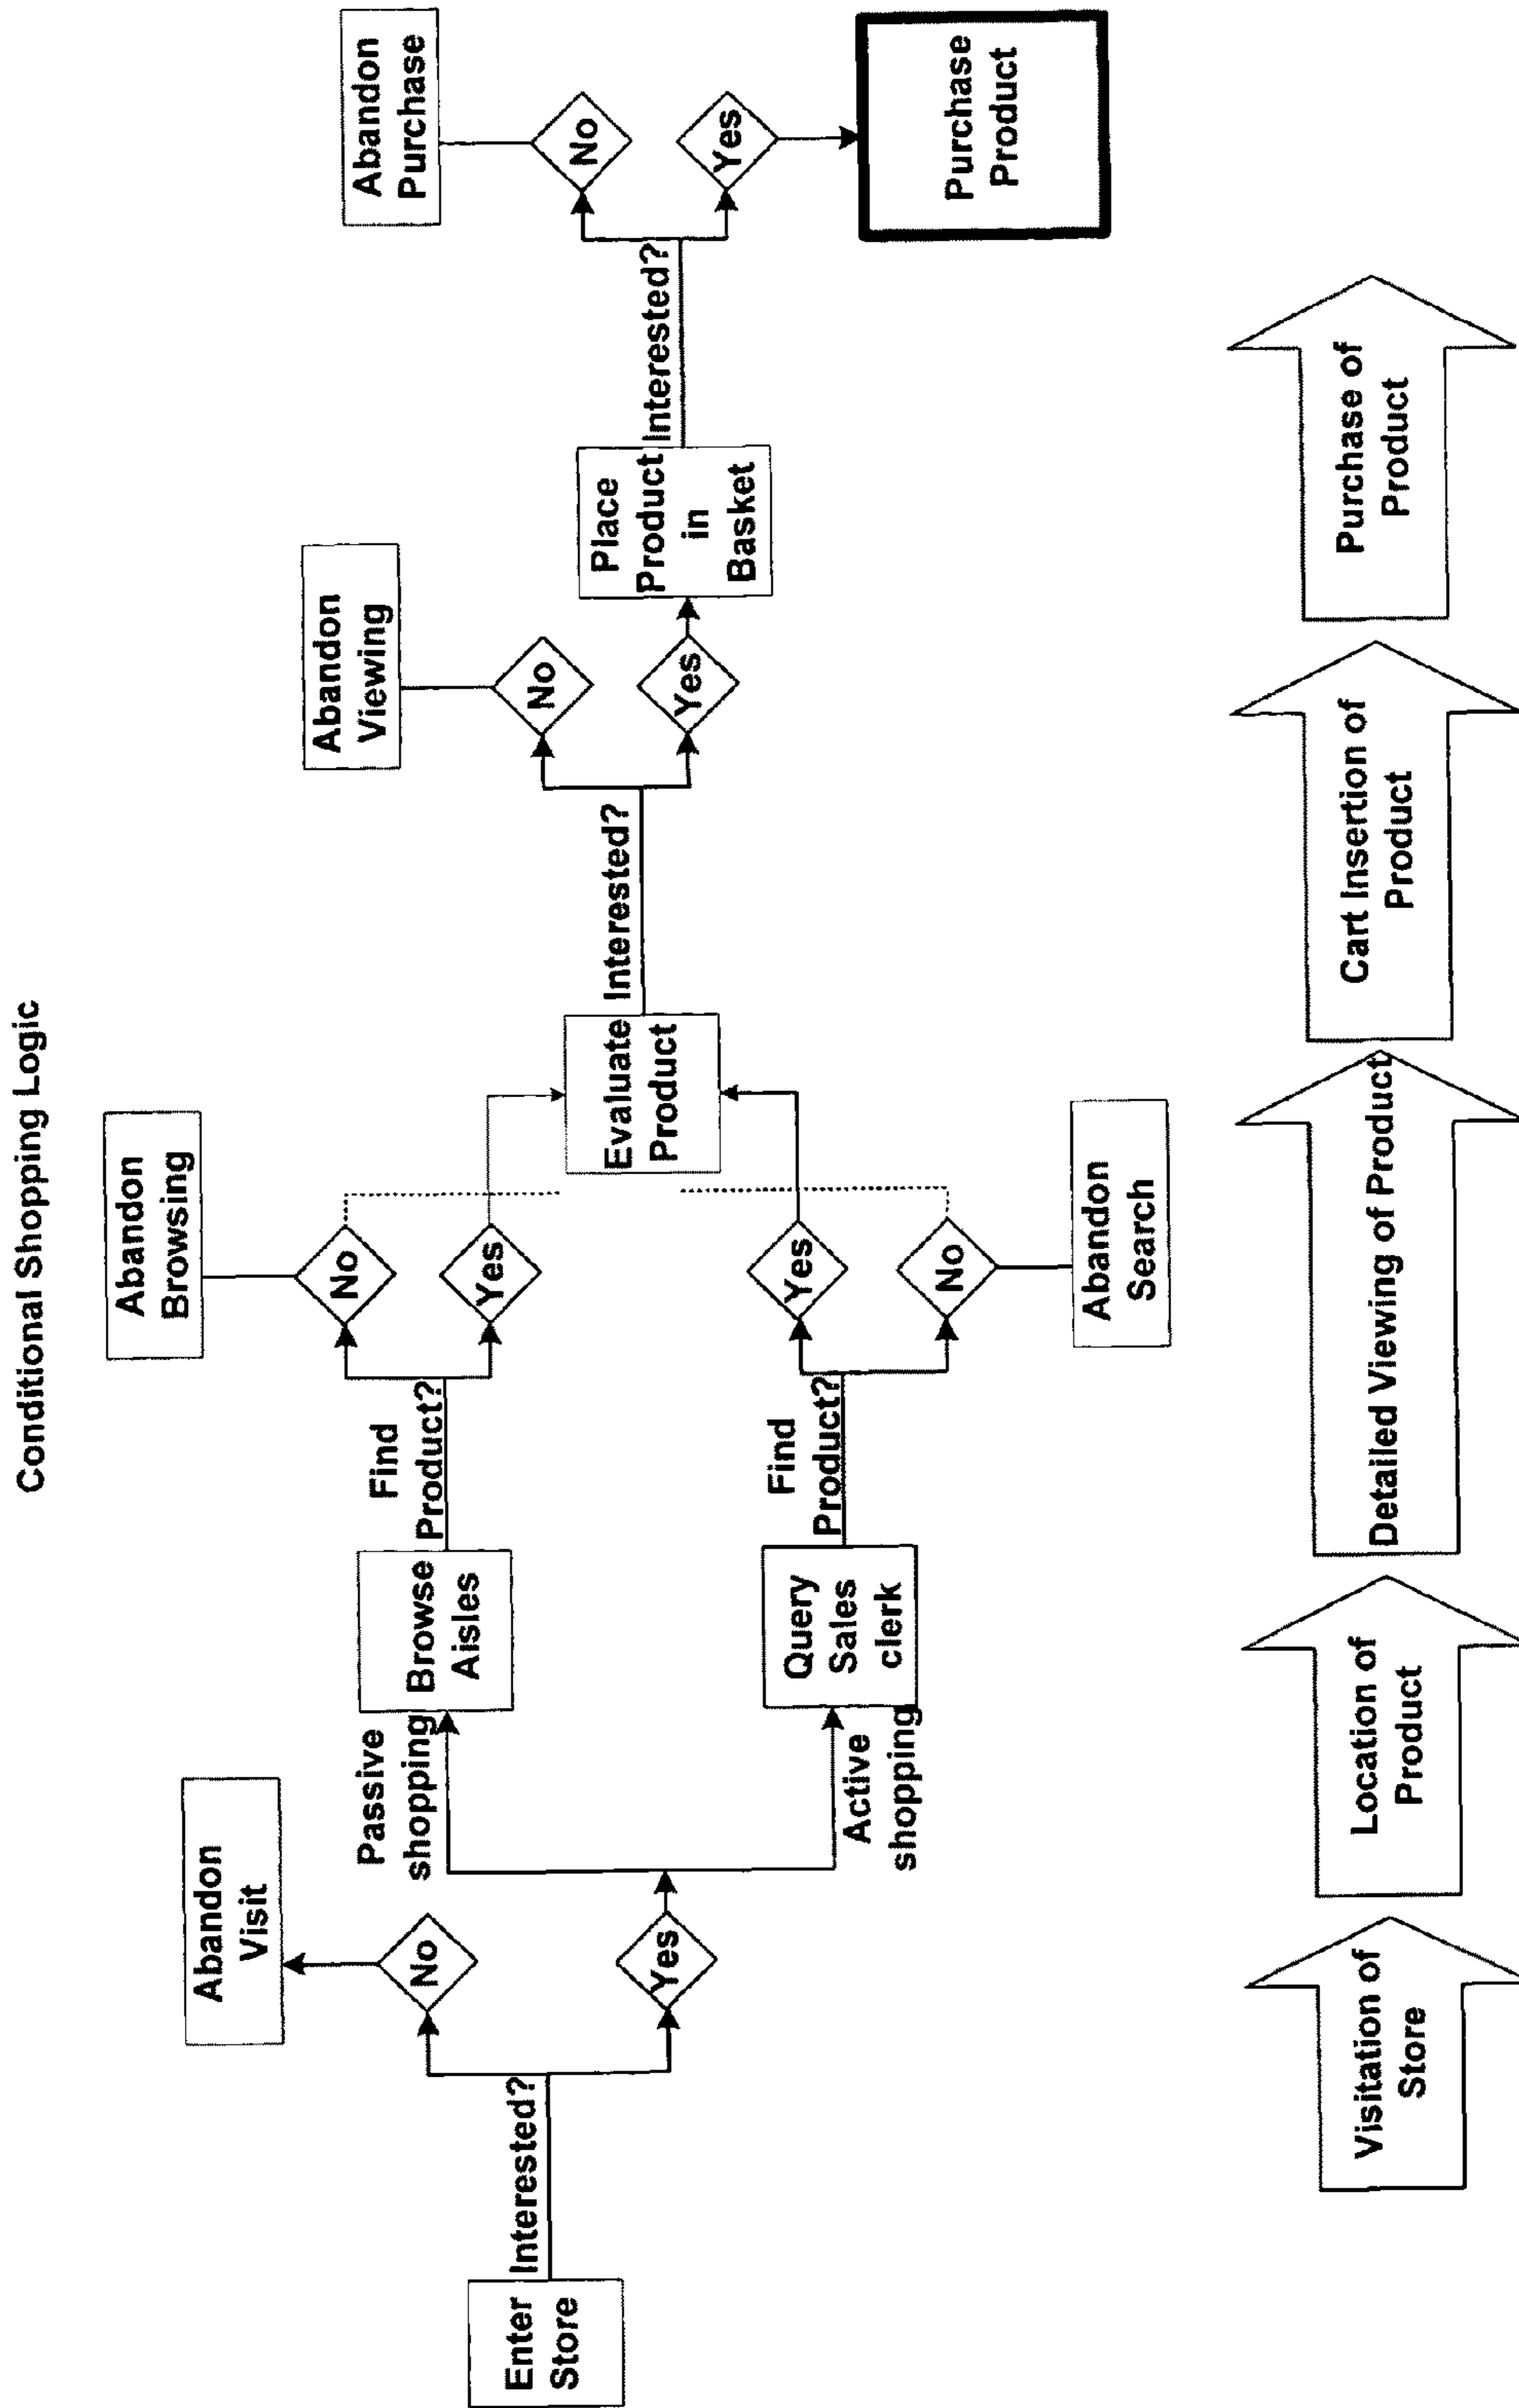 Conditional Shopping Logic
Enter
Store
Interested?
No
Abandon
Visit
Yes
Passive
shopping
Browse
Aisles
Find
Product?
No
Abandon
Browsing
Yes
Active
shopping
Query
Sales
clerk
Find
Product?
Yes
No
Abandon
Search
Evaluate
Product
Interested?
No
Abandon
Viewing
Yes
Place
Product
in
Basket
Interested?
No
Abandon
Purchase
Yes
Purchase
Product
Visitation of
Store
Location of
Product
Detailed Viewing of Product
Cart Insertion of
Product
Purchase of
Product